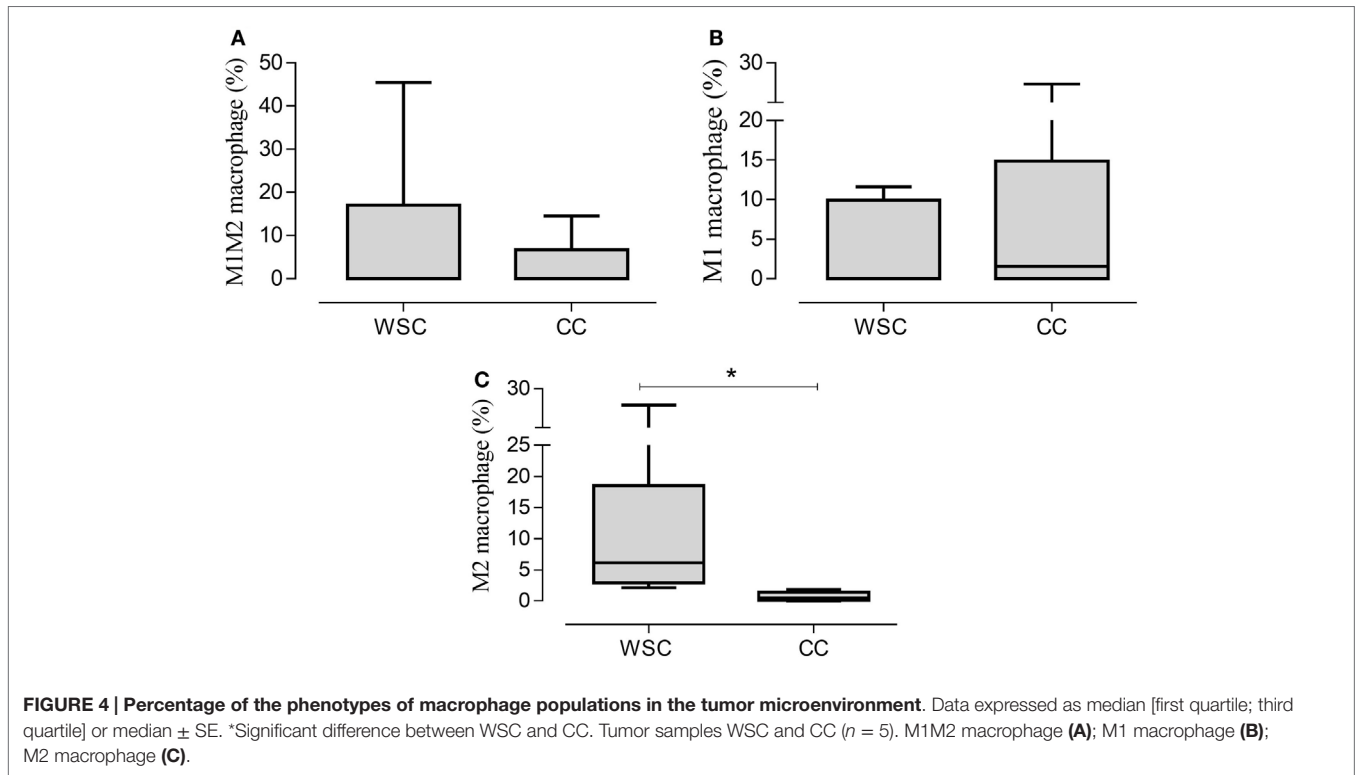 A
M1M2 macrophage (%)
50
40
30
20
10
0
WSC
CC
B
M1 macrophage (%)
30
20
15
10
5
0
WSC
CC
C
*
M2 macrophage (%)
30
25
20
15
10
5
0
WSC
CC
FIGURE 4 | Percentage of the phenotypes of macrophage populations in the tumor microenvironment. Data expressed as median [first quartile; third
quartile] or median ± SE. *Significant difference between WSC and CC. Tumor samples WSC and CC (n = 5). M1M2 macrophage (A); M1 macrophage (B);
M2 macrophage (C).